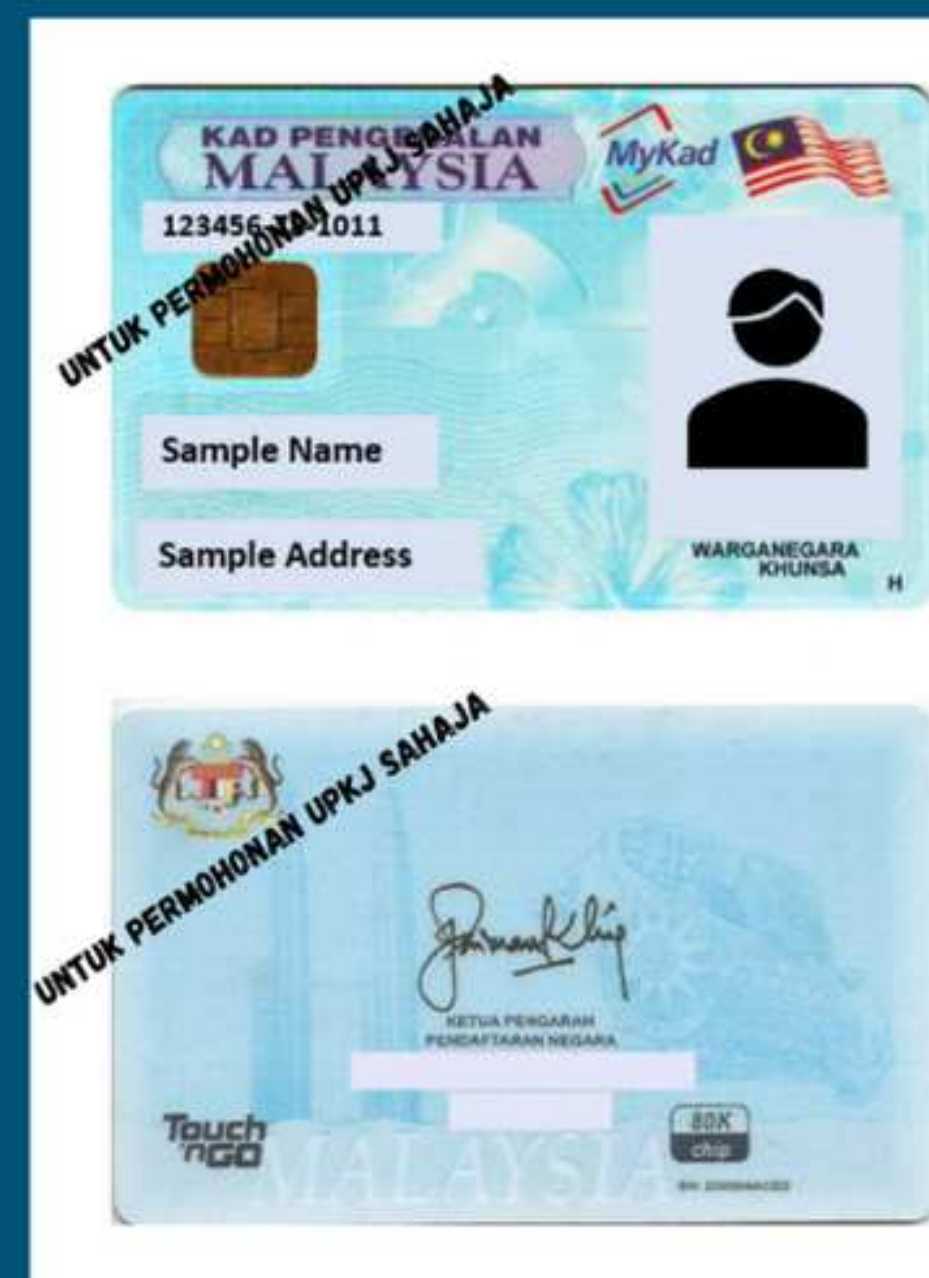 KAD PENGENALAN
MALAYSIA
MyKad
123456 1011
UNTUK PERMOHONAN UPKJ SAHAJA
Sample Name
Sample Address
WARGANEGARA
KHUNSA
H
UNTUK PERMOHONAN UPKJ SAHAJA
KETUA PENGARAH
PENDAFTARAN NEGARA
Touch
'nGO
80K
chip
MALAYSIA